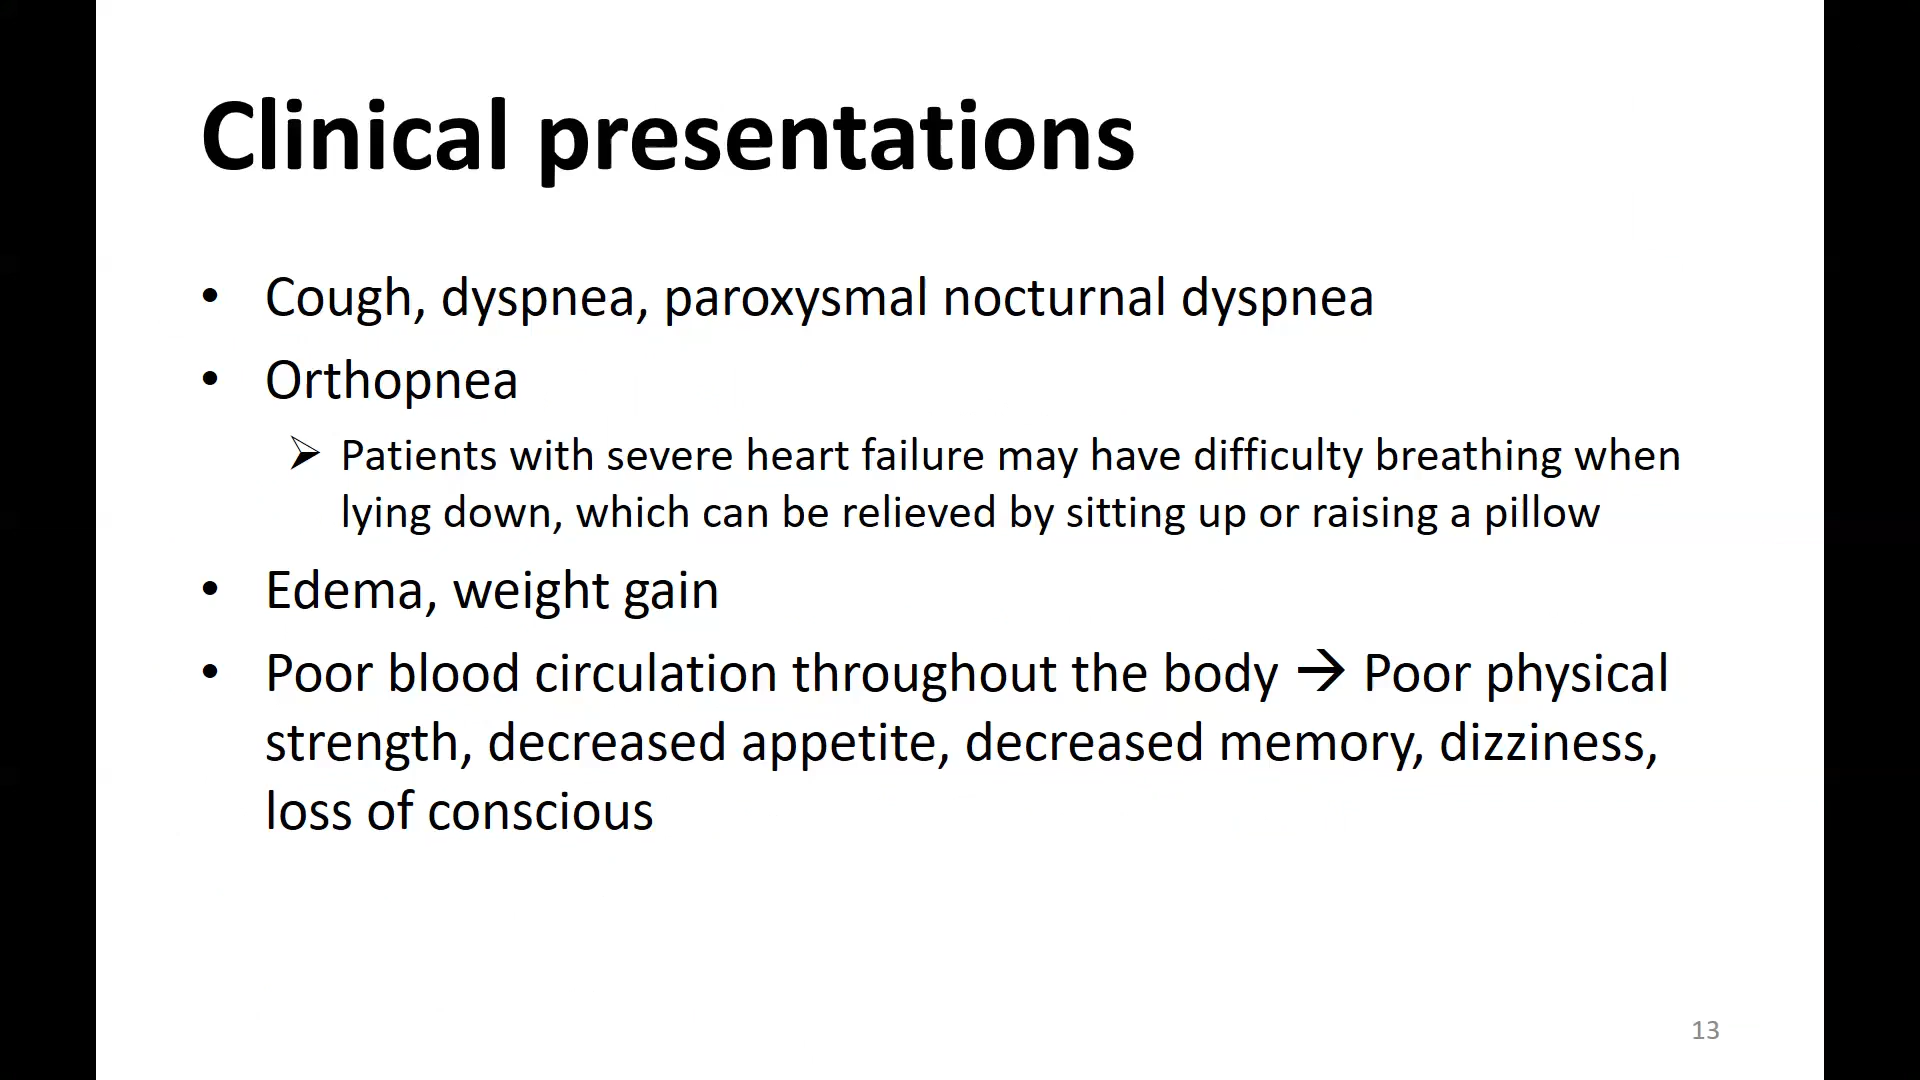 Clinical presentations
• Cough, dyspnea, paroxysmal nocturnal dyspnea
• Orthopnea
➢ Patients with severe heart failure may have difficulty breathing when
lying down, which can be relieved by sitting up or raising a pillow
• Edema, weight gain
• Poor blood circulation throughout the body → Poor physical
strength, decreased appetite, decreased memory, dizziness,
loss of conscious
13